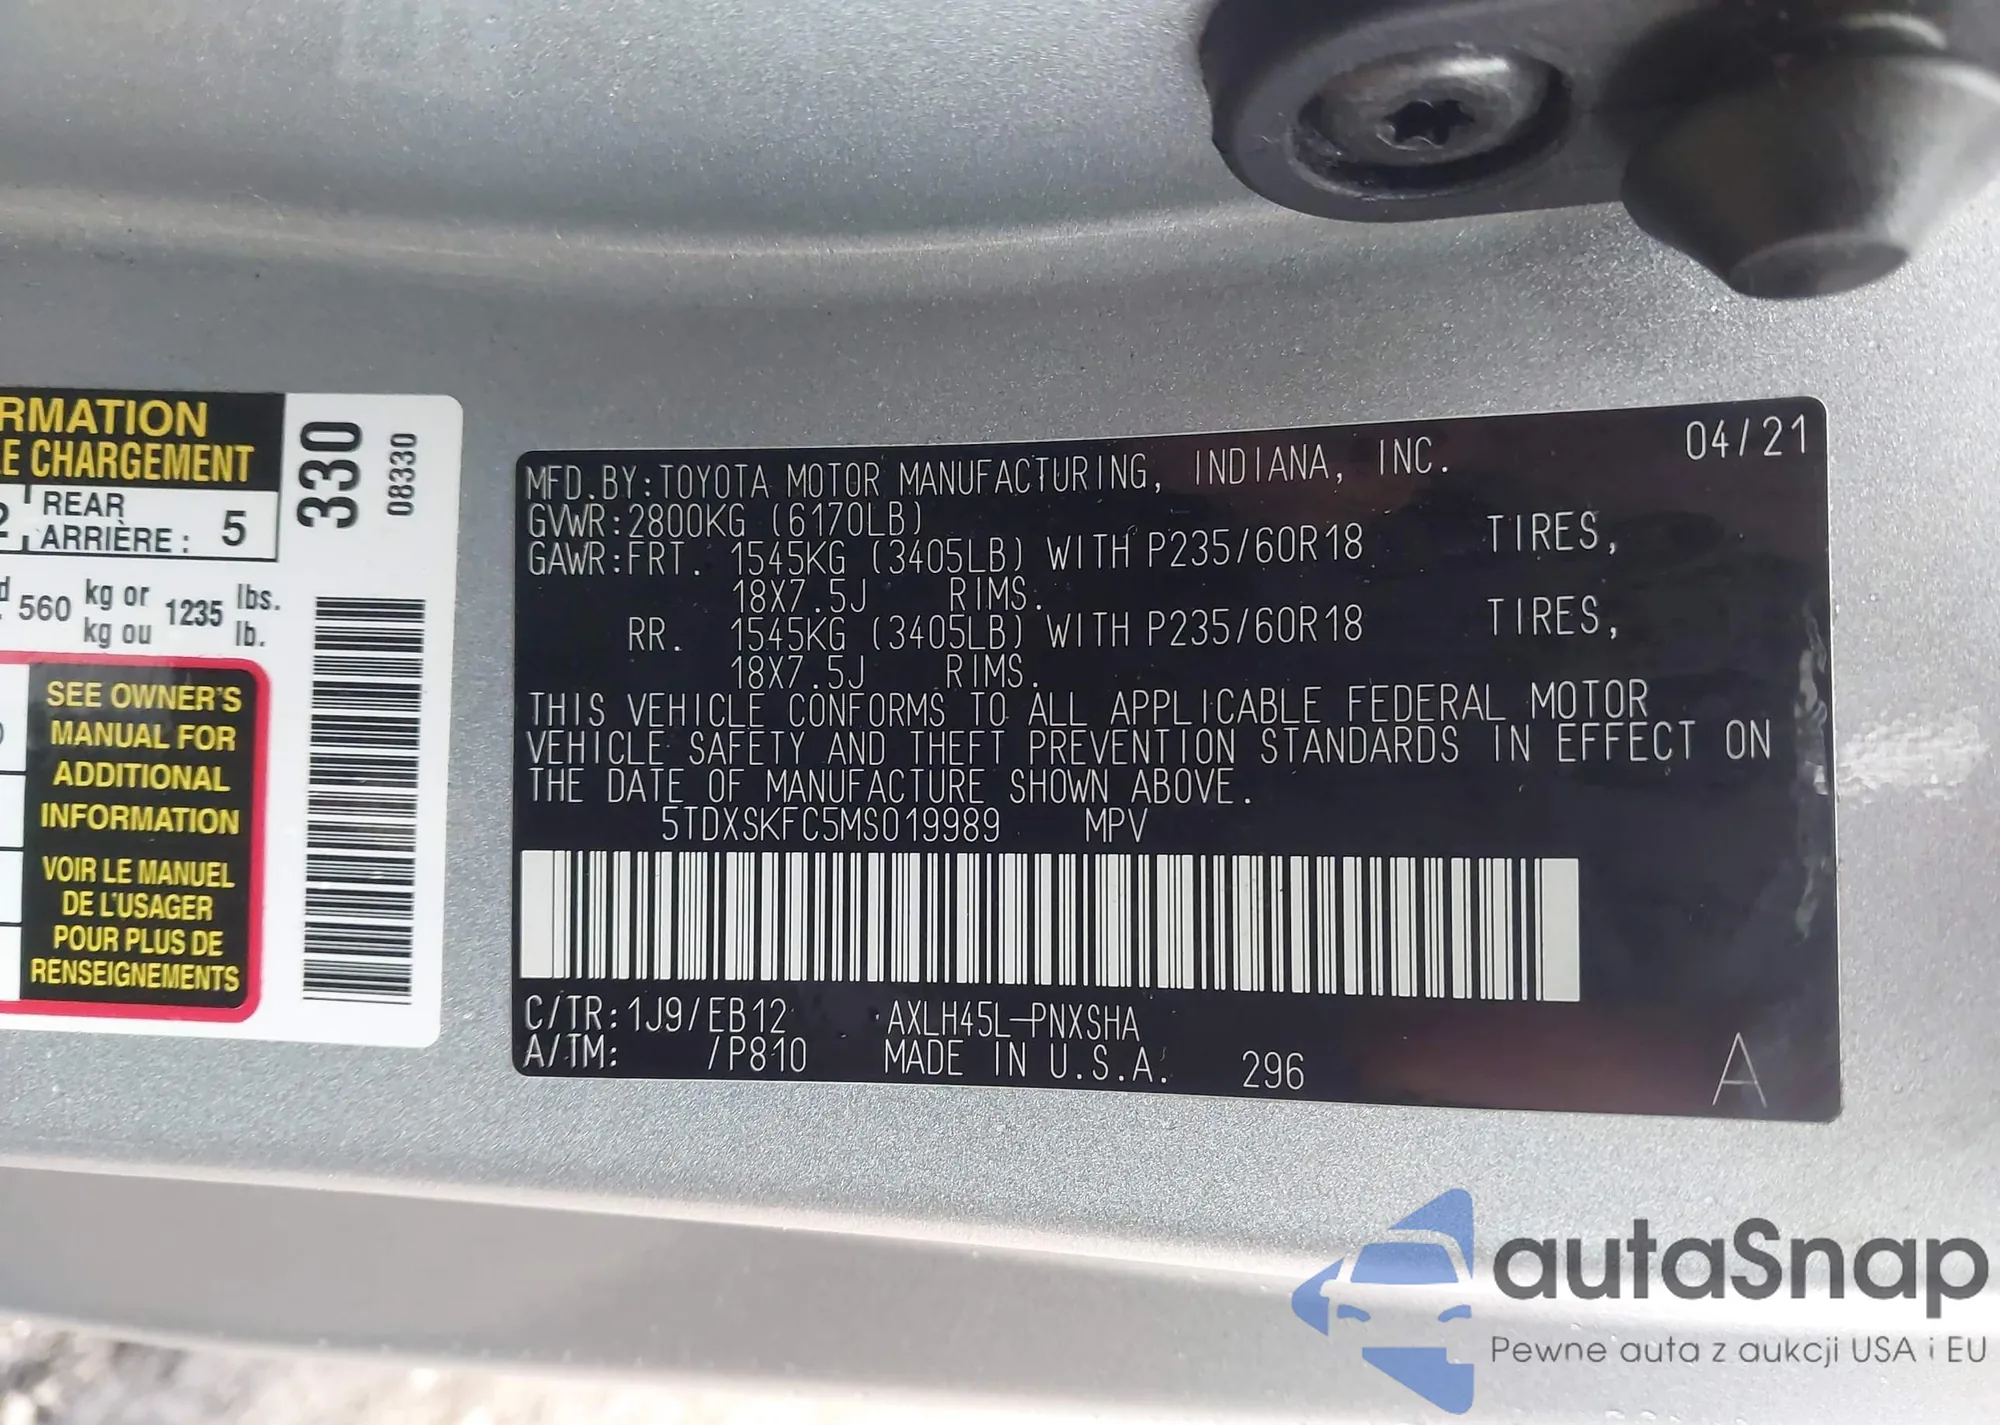 RMATION
E CHARGEMENT
REAR
ARRIÈRE : 5
560 kg or 1235 lbs.
kg ou lb.
SEE OWNER'S
MANUAL FOR
ADDITIONAL
INFORMATION
VOIR LE MANUEL
DE L'USAGER
POUR PLUS DE
RENSEIGNEMENTS
330
08330
04/21
MFD.BY:TOYOTA MOTOR MANUFACTURING, INDIANA, INC.
GVWR:2800KG (6170LB)
GAWR:FRT. 1545KG (3405LB) WITH P235/60R18 TIRES,
18X7.5J RIMS.
RR. 1545KG (3405LB) WITH P235/60R18 TIRES,
18X7.5J RIMS.
THIS VEHICLE CONFORMS TO ALL APPLICABLE FEDERAL MOTOR
VEHICLE SAFETY AND THEFT PREVENTION STANDARDS IN EFFECT ON
THE DATE OF MANUFACTURE SHOWN ABOVE.
5TDXSKFC5MS019989 MPV
C/TR:1J9/EB12 AXLH45L-PNXSHA
A/TM: /P810 MADE IN U.S.A. 296 A
autaSnap
Pewne auta z aukcji USA i EU